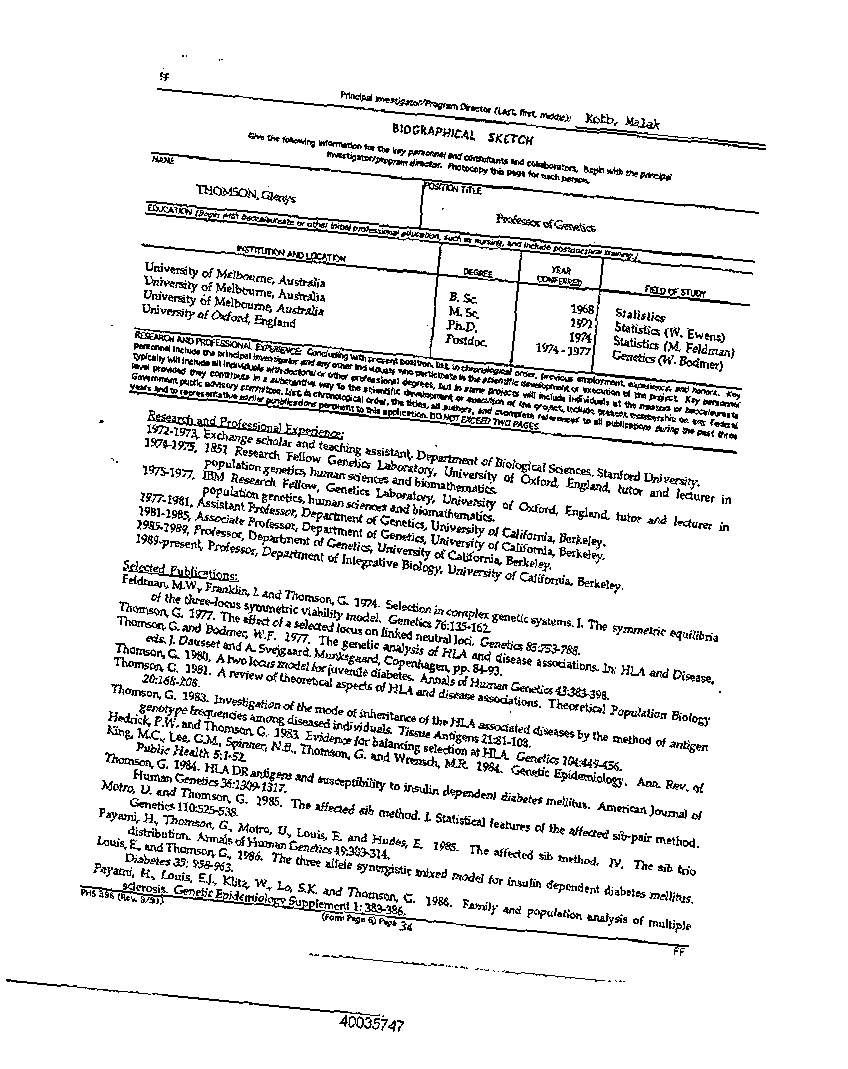 FF
Principal Investigator/Program Director (Last, first, middle): Kotb, Malak
BIOGRAPHICAL SKETCH
Give the following information for the key personnel and consultants and collaborators. Begin with the principal
investigator/program director. Photocopy this page for each person.
NAME
POSITION TITLE
THOMSON, Glenys
Professor of Genetics
EDUCATION (Begin with baccalaureate or other initial professional education, such as nursing, and include postdoctoral training.)
INSTITUTION AND LOCATION
DEGREE
YEAR
CONFERRED
FIELD OF STUDY
University of Melbourne, Australia B. Sc. 1968 Statistics
University of Melbourne, Australia M. Sc. 1971 Statistics (W. Ewens)
University of Melbourne, Australia Ph.D. 1974 Statistics (M. Feldman)
University of Oxford, England Postdoc. 1974-1977 Genetics (W. Bodmer)
RESEARCH AND PROFESSIONAL EXPERIENCE: Concluding with present position, list, in chronological order, previous employment, experience, and honors. Key
personnel include the principal investigator and any other individuals who participate in the scientific development or execution of the project. Key personnel
typically will include all individuals with doctoral or other professional degrees, but in some projects will include individuals at the masters or baccalaureate
level provided they contribute in a substantive way to the scientific development or execution of the project. Include present membership on any Federal
Government public advisory committee. List, in chronological order, the titles, all authors, and complete references to all publications during the past three
years and to representative earlier publications pertinent to this application. DO NOT EXCEED TWO PAGES.
Research and Professional Experience:
1972-1973, Exchange scholar and teaching assistant, Department of Biological Sciences, Stanford University.
1974-1975, 1851 Research Fellow Genetics Laboratory, University of Oxford, England, tutor and lecturer in
population genetics, human sciences and biomathematics.
1975-1977, IBM Research Fellow, Genetics Laboratory, University of Oxford, England, tutor and lecturer in
population genetics, human sciences and biomathematics.
1977-1981, Assistant Professor, Department of Genetics, University of California, Berkeley.
1981-1985, Associate Professor, Department of Genetics, University of California, Berkeley.
1985-1989, Professor, Department of Genetics, University of California, Berkeley.
1989-present, Professor, Department of Integrative Biology, University of California, Berkeley.
Selected Publications:
Feldman, M.W., Franklin, I. and Thomson, G. 1974. Selection in complex genetic systems. I. The symmetric equilibria
of the three-locus symmetric viability model. Genetics 76:135-162.
Thomson, G. 1977. The effect of a selected locus on linked neutral loci. Genetics 85:753-788.
Thomson, G. and Bodmer, W.F. 1977. The genetic analysis of HLA and disease associations. In: HLA and Disease,
eds. J. Dausset and A. Svejgaard, Munksgaard, Copenhagen, pp. 84-93.
Thomson, G. 1980. A two locus model for juvenile diabetes. Annals of Human Genetics 43:383-398.
Thomson, G. 1981. A review of theoretical aspects of HLA and disease associations. Theoretical Population Biology
20:168-208.
Thomson, G. 1983. Investigation of the mode of inheritance of the HLA associated diseases by the method of antigen
genotype frequencies among diseased individuals. Tissue Antigens 21:81-108.
Hedrick, P.W. and Thomson, G. 1983. Evidence for balancing selection at HLA. Genetics 104:449-456.
King, M.C., Lee, G.M., Spinner, N.B., Thomson, G. and Wrensch, M.R. 1984. Genetic Epidemiology. Ann. Rev. of
Public Health 5:1-52.
Thomson, G. 1984. HLA DR antigens and susceptibility to insulin dependent diabetes mellitus. American Journal of
Human Genetics 36:1309-1317.
Motro, U. and Thomson, G. 1985. The affected sib method. I. Statistical features of the affected sib-pair method.
Genetics 110:525-538.
Payami, H., Thomson, G., Motro, U., Louis, E. and Hudes, E. 1985. The affected sib method. IV. The sib trio
distribution. Annals of Human Genetics 49:303-314.
Louis, E., and Thomson, G., 1986. The three allele synergistic mixed model for insulin dependent diabetes mellitus.
Diabetes 35; 958-963.
Payami, H., Louis, E.J., Klitz, W., Lo, S.K. and Thomson, G. 1986. Family and population analysis of multiple
sclerosis. Genetic Epidemiology Supplement 1: 383-386.
PHS 398 (Rev. 9/91)
(Form Page 6) Page 34
FF
40035747